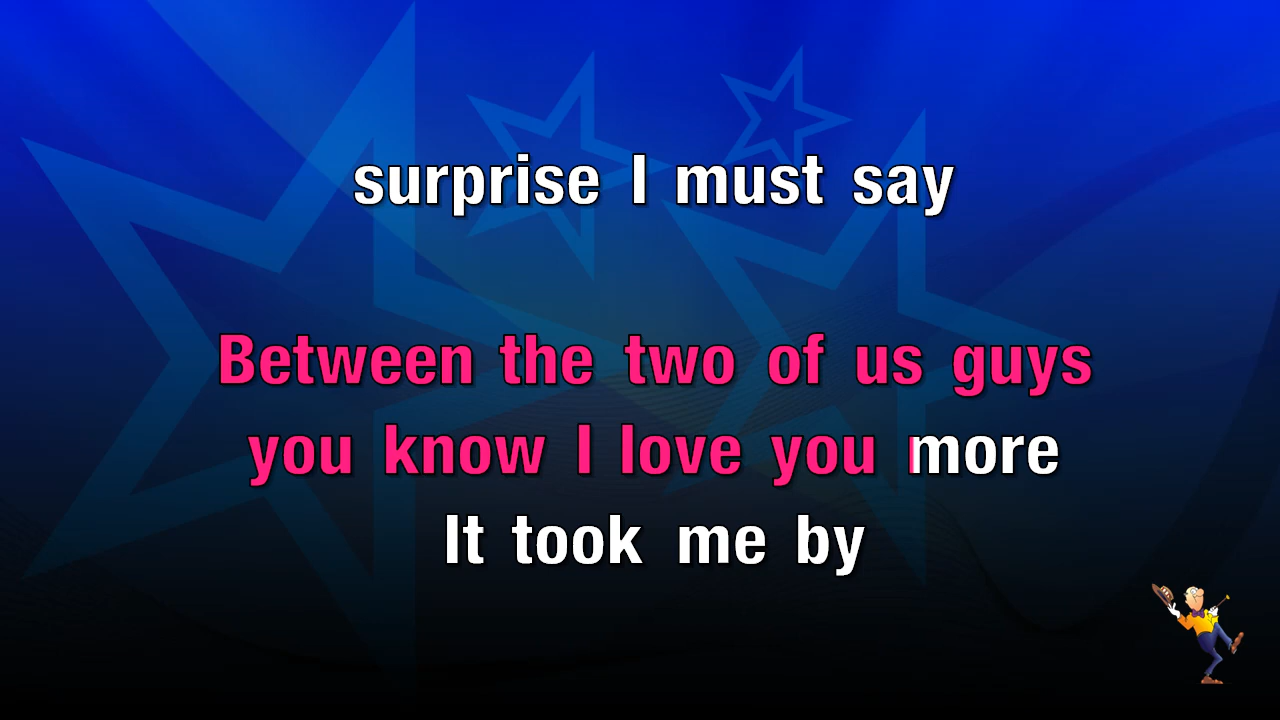 surprise I must say
Between the two of us guys
you know I love you more
It took me by